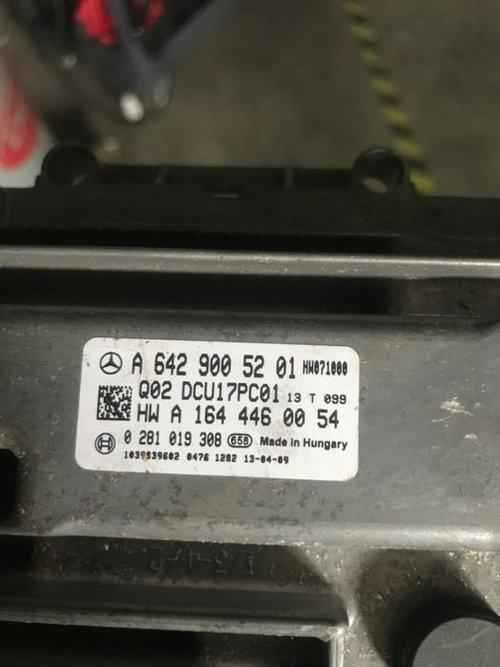 A 642 900 52 01 HW071000
Q02 DCU17PC01 13 T 099
HW A 164 446 00 54
0 281 019 308 658 Made in Hungary
1039S39602 0476 1282 13-04-09